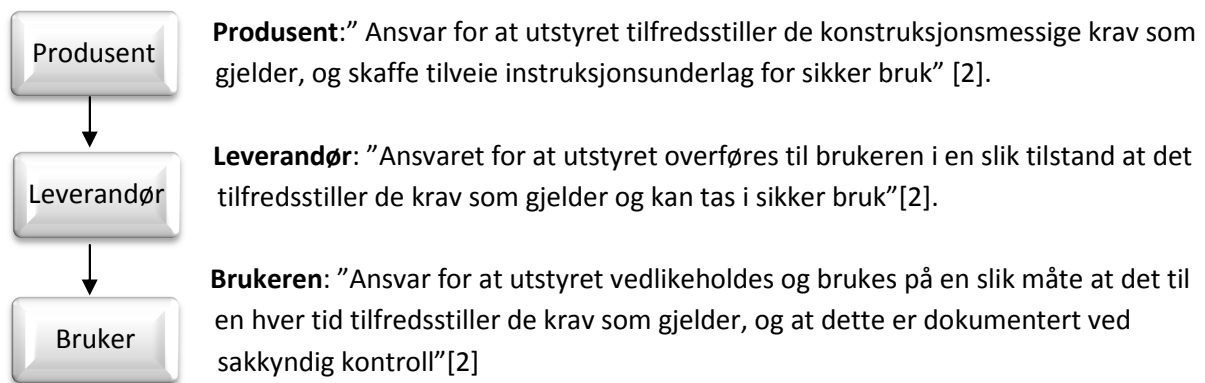 Produsent
Produsent:” Ansvar for at utstyret tilfredsstiller de konstruksjonsmessige krav som
gjelder, og skaffe tilveie instruksjonsunderlag for sikker bruk” [2].
Leverandør
Leverandør: ”Ansvaret for at utstyret overføres til brukeren i en slik tilstand at det
tilfredsstiller de krav som gjelder og kan tas i sikker bruk”[2].
Bruker
Brukeren: ”Ansvar for at utstyret vedlikeholdes og brukes på en slik måte at det til
en hver tid tilfredsstiller de krav som gjelder, og at dette er dokumentert ved
sakkyndig kontroll”[2]